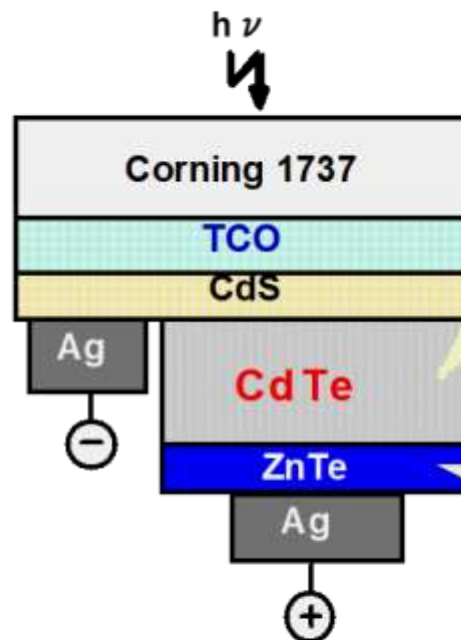 h ν
Corning 1737
TCO
CdS
Ag
CdTe
ZnTe
Ag